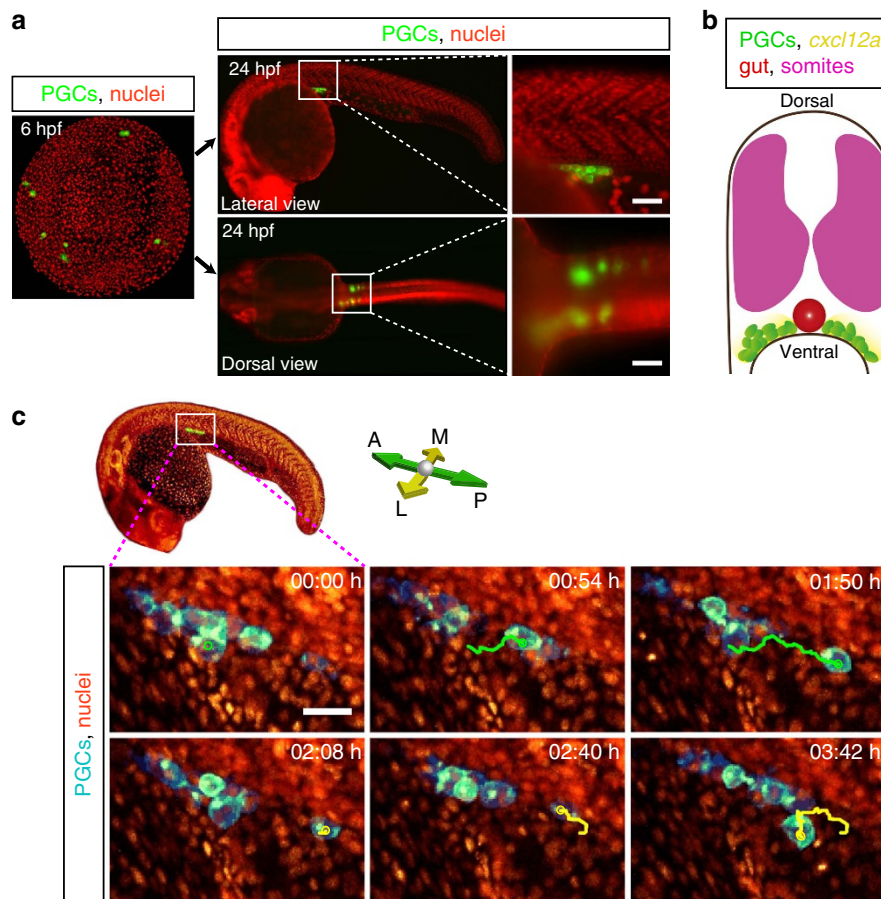 a
PGCs, nuclei
PGCs, nuclei
6 hpf
24 hpf
Lateral view
24 hpf
Dorsal view
b
PGCs, cxcl12a
gut, somites
Dorsal
Ventral
c
A
M
L
P
PGCs, nuclei
00:00 h
00:54 h
01:50 h
02:08 h
02:40 h
03:42 h